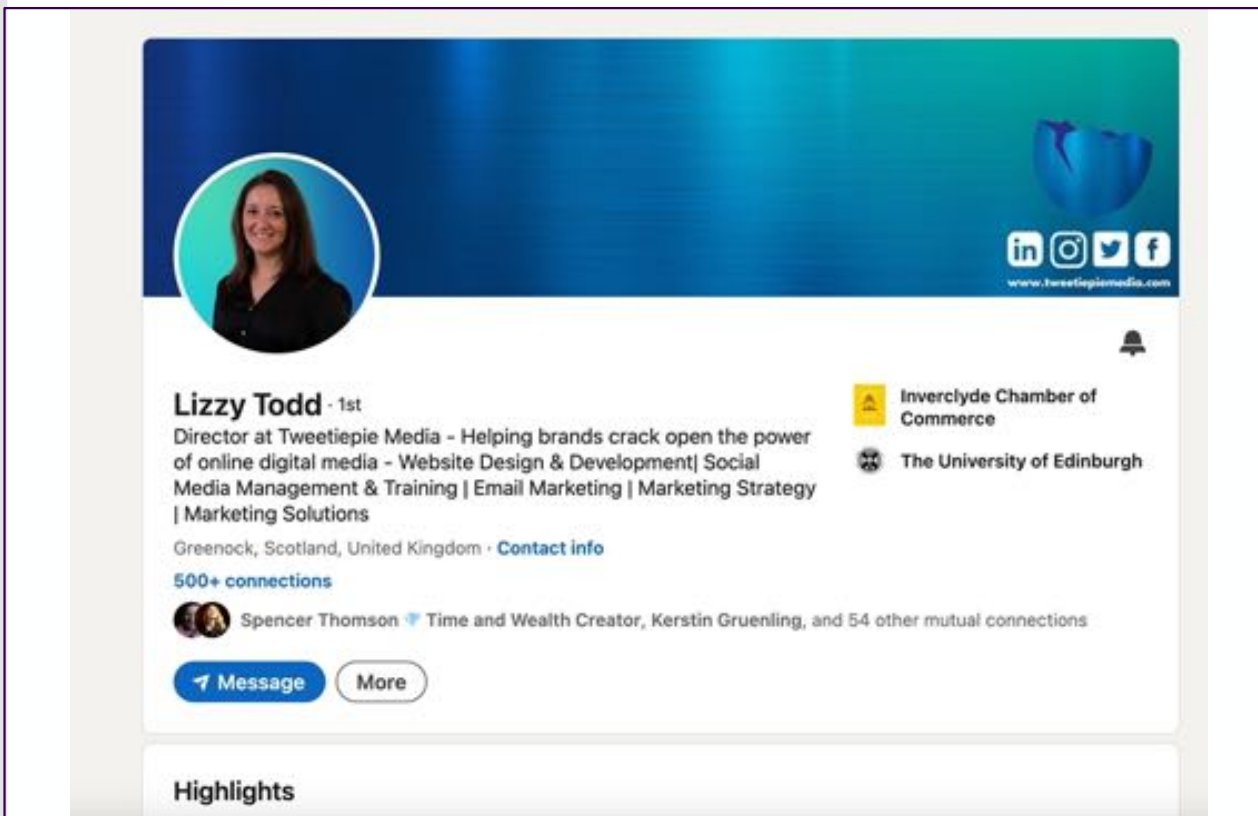 in f
www.tweetiepiemedia.com
Lizzy Todd · 1st
Director at Tweetiepie Media - Helping brands crack open the power
of online digital media - Website Design & Development| Social
Media Management & Training | Email Marketing | Marketing Strategy
| Marketing Solutions
Greenock, Scotland, United Kingdom · Contact info
500+ connections
Spencer Thomson 💎 Time and Wealth Creator, Kerstin Gruenling, and 54 other mutual connections
Message More
Inverclyde Chamber of
Commerce
The University of Edinburgh
Highlights